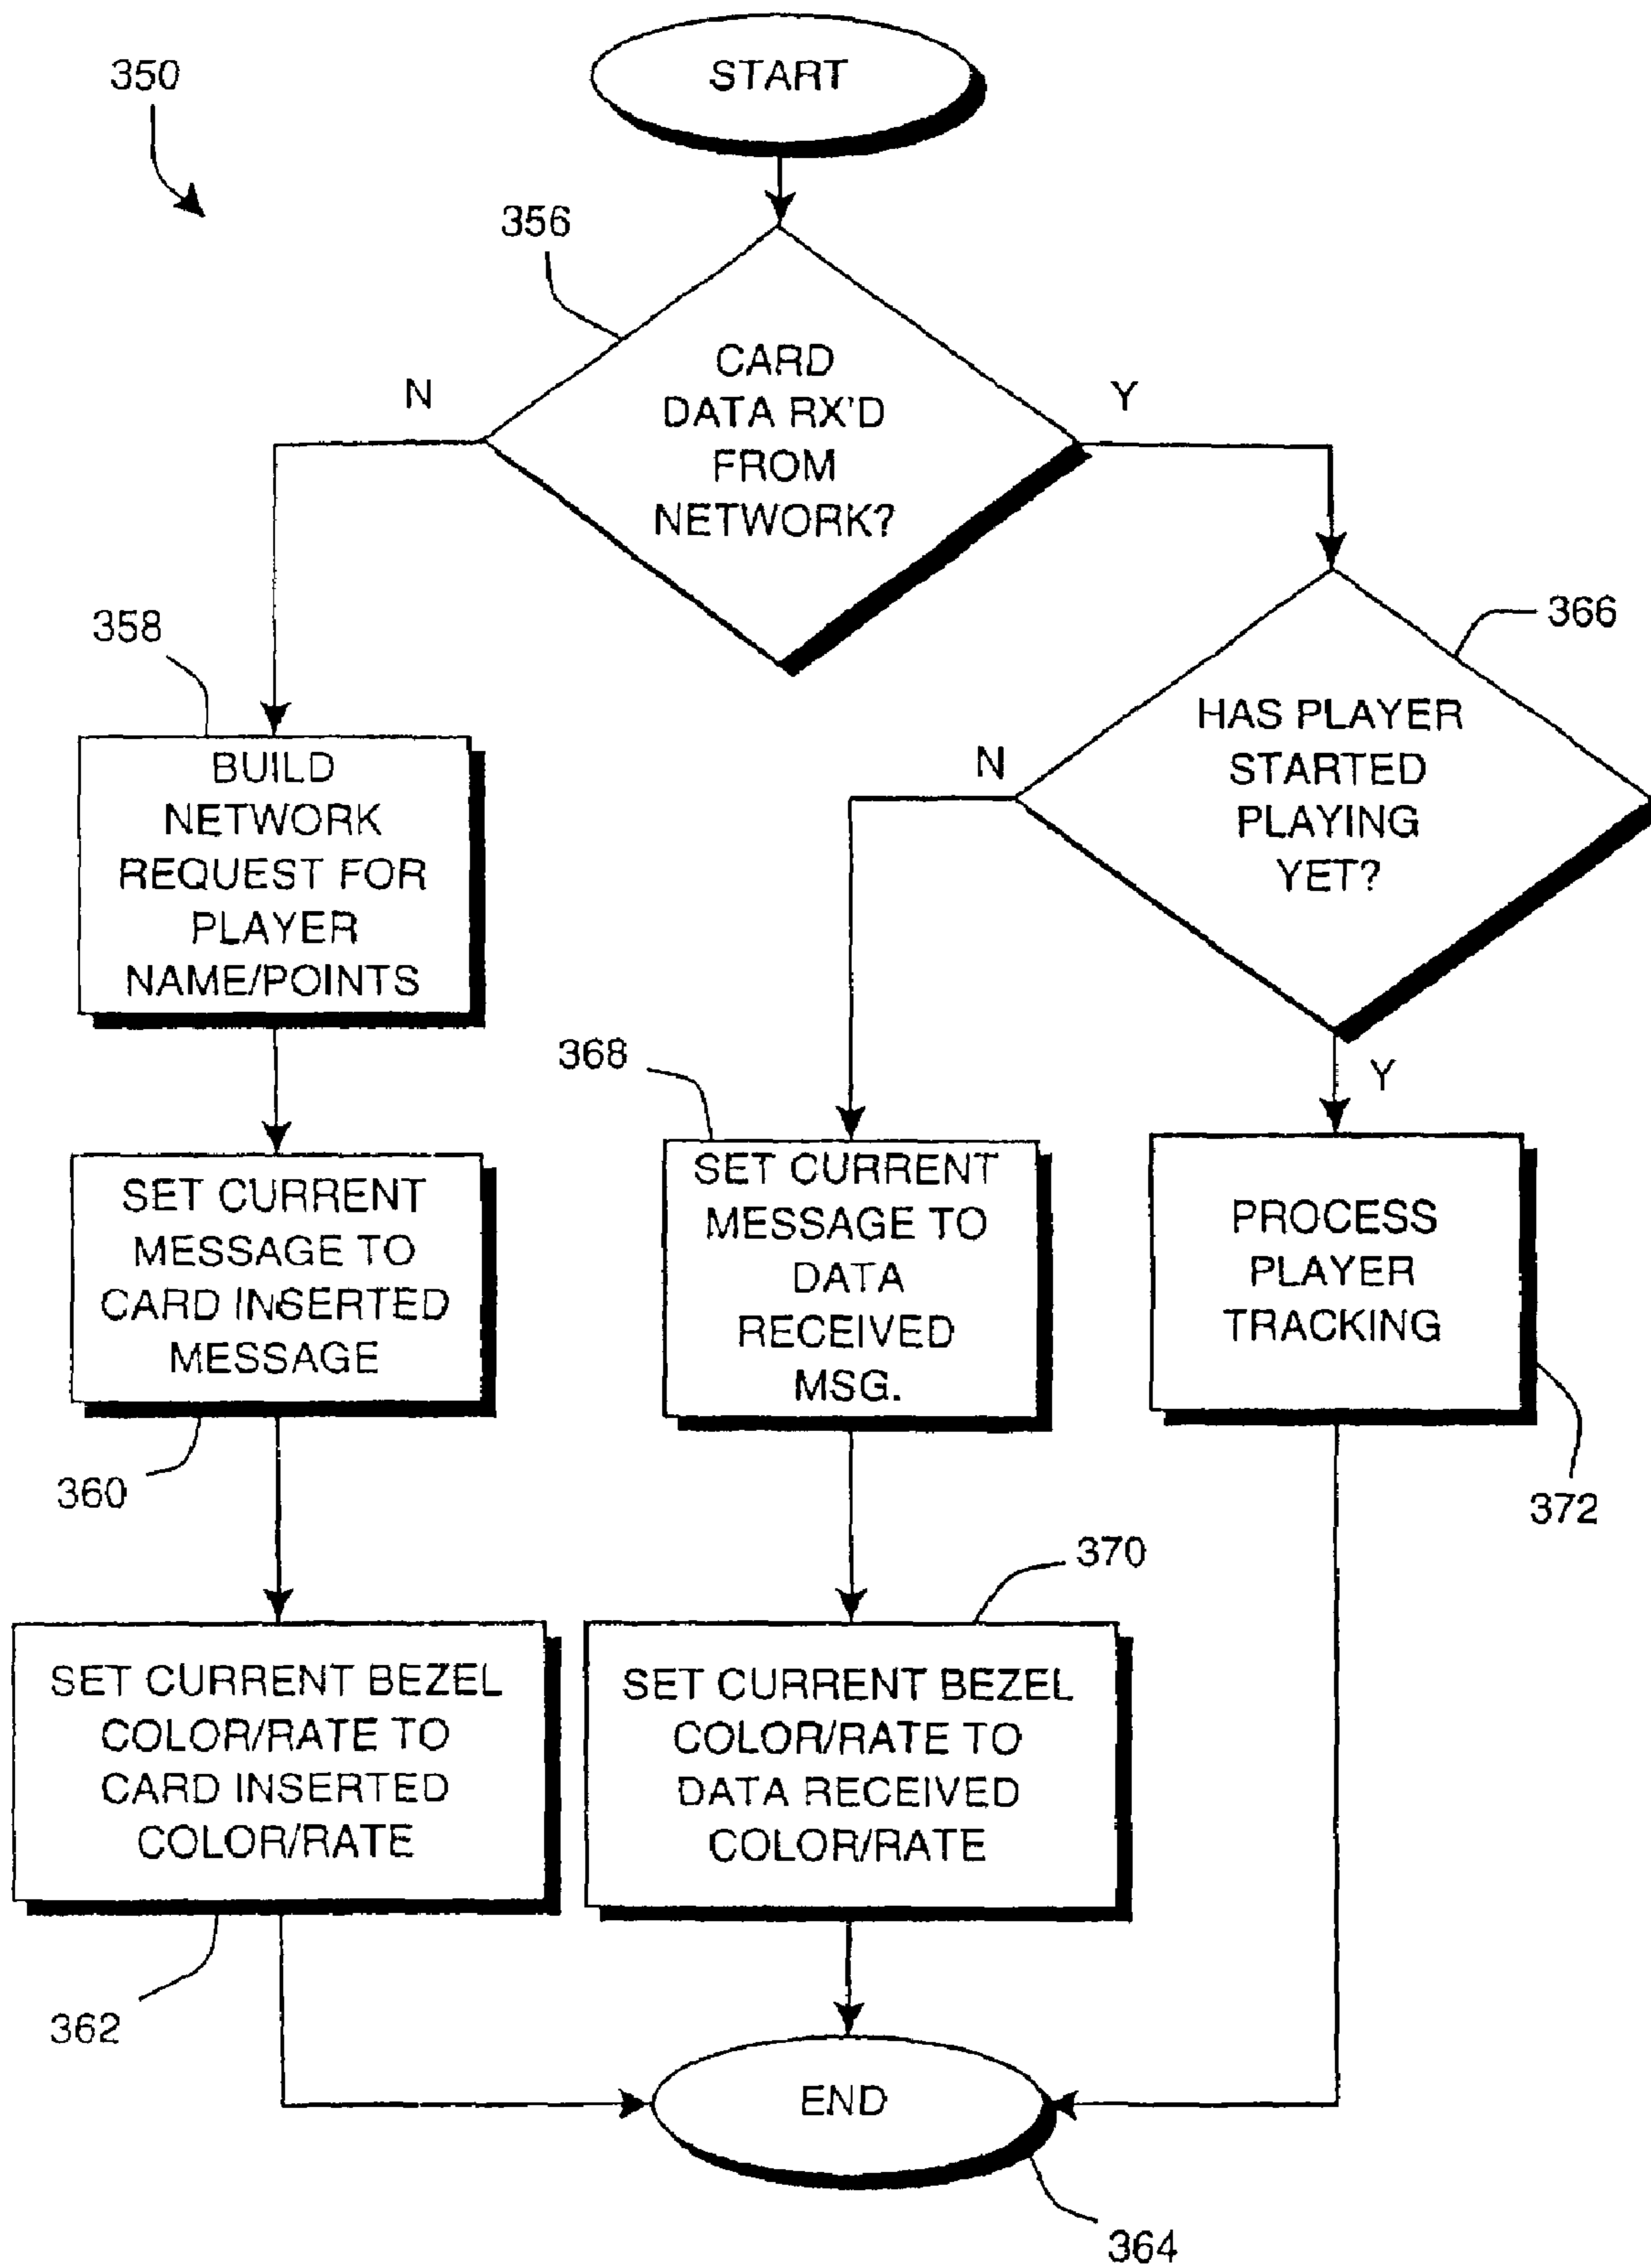 350
START
356
CARD
DATA RX'D
FROM
NETWORK?
N
Y
358
366
BUILD
NETWORK
REQUEST FOR
PLAYER
NAME/POINTS
HAS PLAYER
STARTED
PLAYING
YET?
N
Y
368
SET CURRENT
MESSAGE TO
CARD INSERTED
MESSAGE
360
SET CURRENT
MESSAGE TO
DATA
RECEIVED
MSG.
PROCESS
PLAYER
TRACKING
372
370
SET CURRENT BEZEL
COLOR/RATE TO
CARD INSERTED
COLOR/RATE
362
SET CURRENT BEZEL
COLOR/RATE TO
DATA RECEIVED
COLOR/RATE
END
364